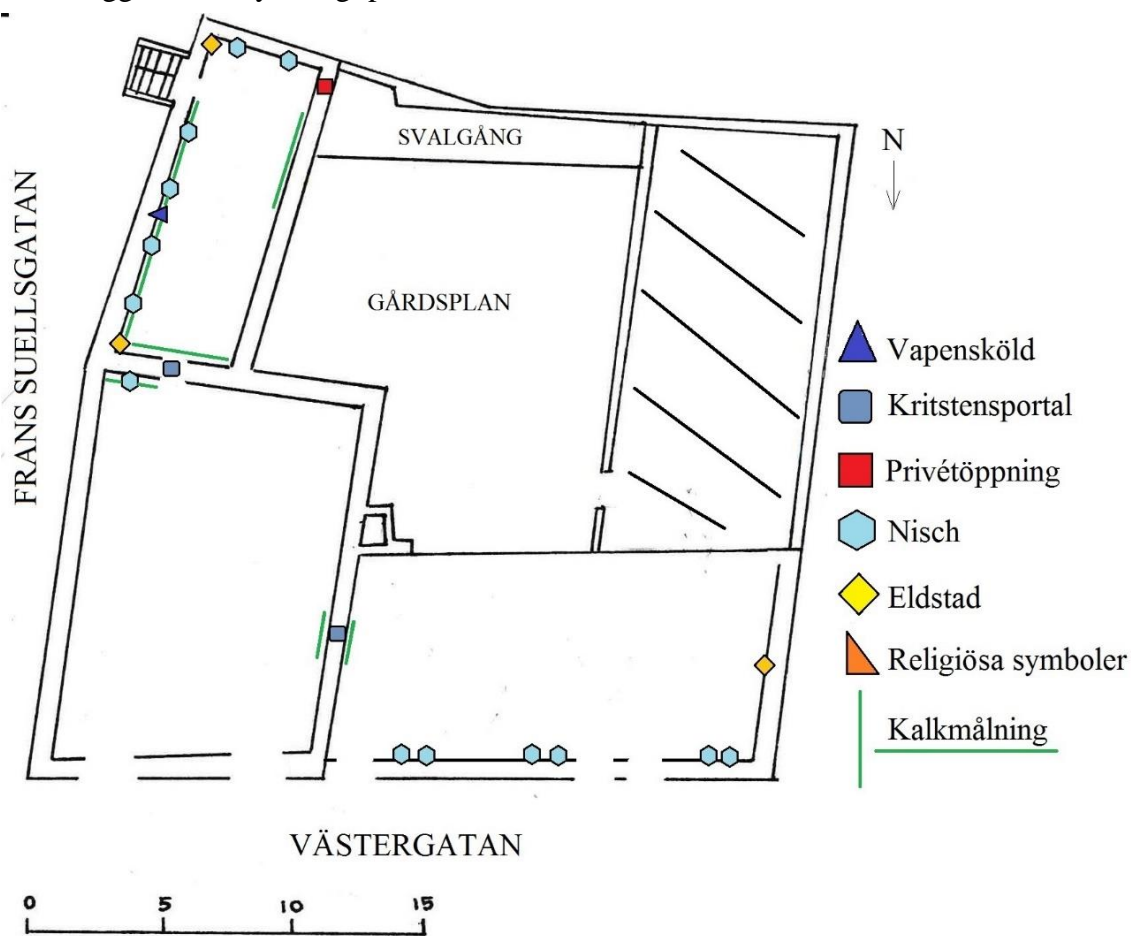 SVALGÅNG
N
FRANS SUELLSGATAN
GÅRDSPLAN
Vapensköld
Kritstensportal
Privétöppning
Nisch
Eldstad
Religiösa symboler
Kalkmålning
VÄSTERGATAN
0 5 10 15